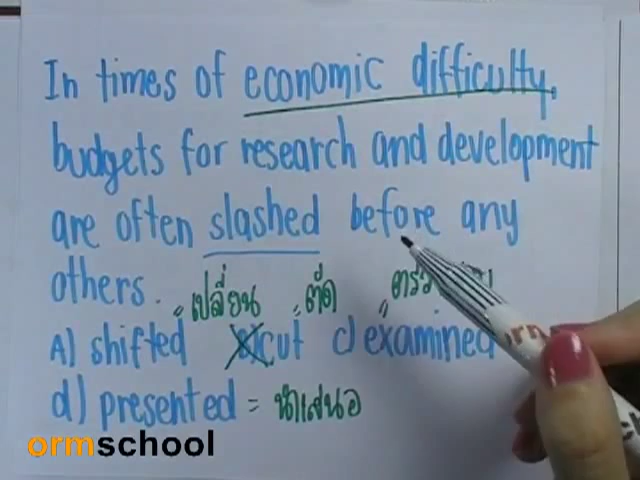 In times of economic difficulty,
budgets for research and development
are often slashed before any
others.
= เปลี่ยน = ตัด =
A) shifted b) cut c) examined
d) presented = นำเสนอ
ormschool